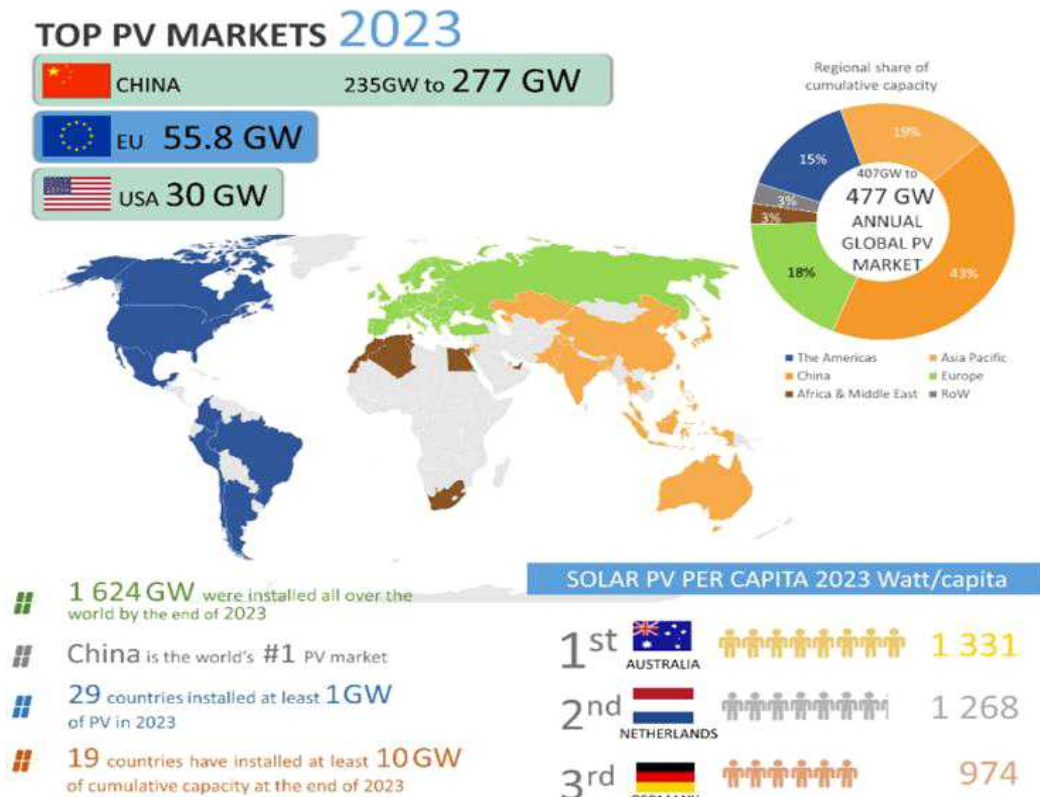 TOP PV MARKETS 2023
CHINA 235GW to 277 GW
EU 55.8 GW
USA 30 GW
Regional share of
cumulative capacity
19%
15%
3%
3%
18%
43%
407GW to
477 GW
ANNUAL
GLOBAL PV
MARKET
The Americas Asia Pacific
China Europe
Africa & Middle East RoW
1 624 GW were installed all over the
world by the end of 2023
China is the world's #1 PV market
29 countries installed at least 1GW
of PV in 2023
19 countries have installed at least 10 GW
of cumulative capacity at the end of 2023
SOLAR PV PER CAPITA 2023 Watt/capita
1st AUSTRALIA 1 331
2nd NETHERLANDS 1 268
3rd GERMANY 974